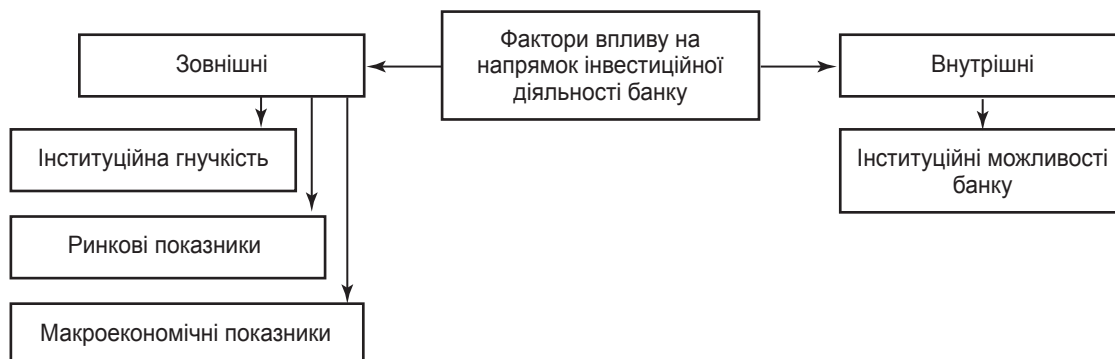 Фактори впливу на
напрямок інвестиційної
діяльності банку
Зовнішні
Внутрішні
Інституційна гнучкість
Інституційні можливості
банку
Ринкові показники
Макроекономічні показники